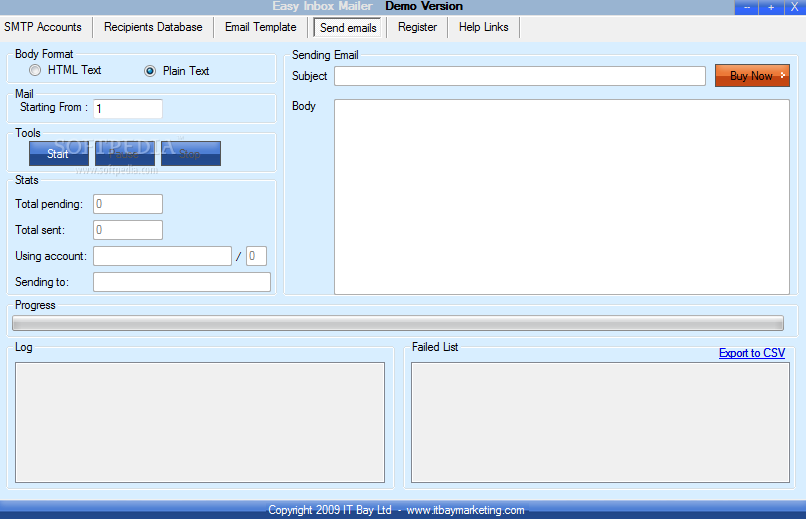 Easy Inbox Mailer Demo Version
-- + X
SMTP Accounts Recipients Database Email Template Send emails Register Help Links
Body Format
HTML Text Plain Text
Mail
Starting From : 1
Tools
SOFTPEDIA
Start Pause Stop
www.softpedia.com
Stats
Total pending: 0
Total sent: 0
Using account: / 0
Sending to:
Sending Email
Subject Buy Now
Body
Progress
Log
Failed List
Export to CSV
Copyright 2009 IT Bay Ltd - www.itbaymarketing.com